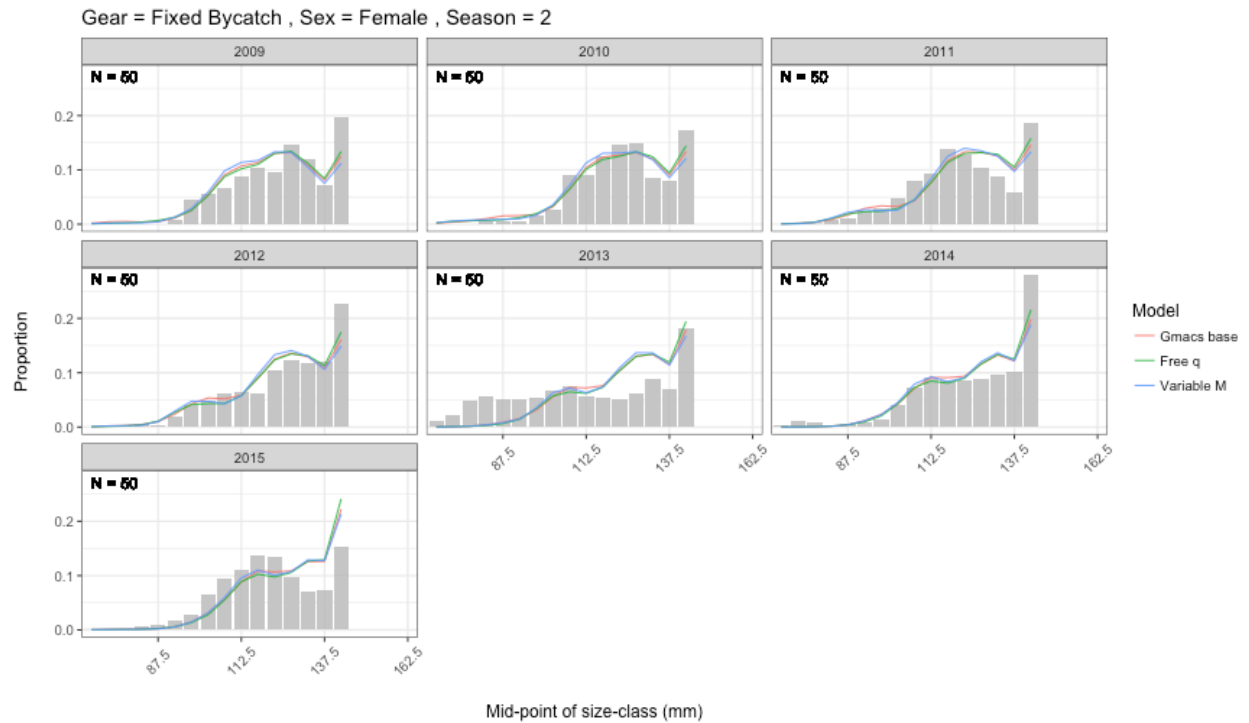 Gear = Fixed Bycatch , Sex = Female , Season = 2
2009
2010
2011
N = 50
N = 50
N = 50
0.2
0.1
0.0
2012
2013
2014
N = 50
N = 50
N = 50
0.2
0.1
0.0
87.5
112.5
137.5
162.5
87.5
112.5
137.5
162.5
2015
N = 50
0.2
0.1
0.0
87.5
112.5
137.5
162.5
Proportion
Mid-point of size-class (mm)
Model
Gmacs base
Free q
Variable M